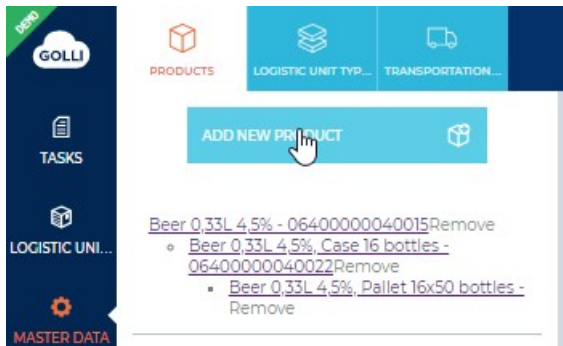 DEMO
GOLLI
PRODUCTS
LOGISTIC UNIT TYP...
TRANSPORTATION...
ADD NEW PRODUCT
TASKS
LOGISTIC UNI...
MASTER DATA
Beer 0,33L 4,5% - 06400000040015Remove
Beer 0,33L 4,5%, Case 16 bottles -
06400000040022Remove
Beer 0,33L 4,5%, Pallet 16x50 bottles -
Remove